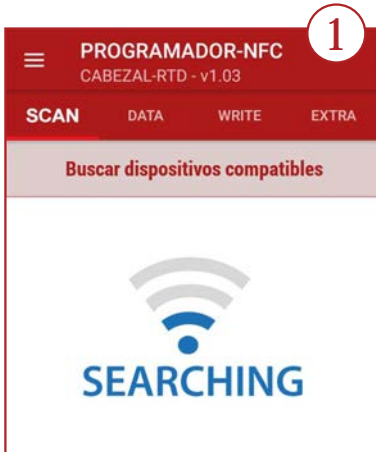 1
PROGRAMADOR-NFC
CABEZAL-RTD - v1.03
SCAN DATA WRITE EXTRA
Buscar dispositivos compatibles
SEARCHING